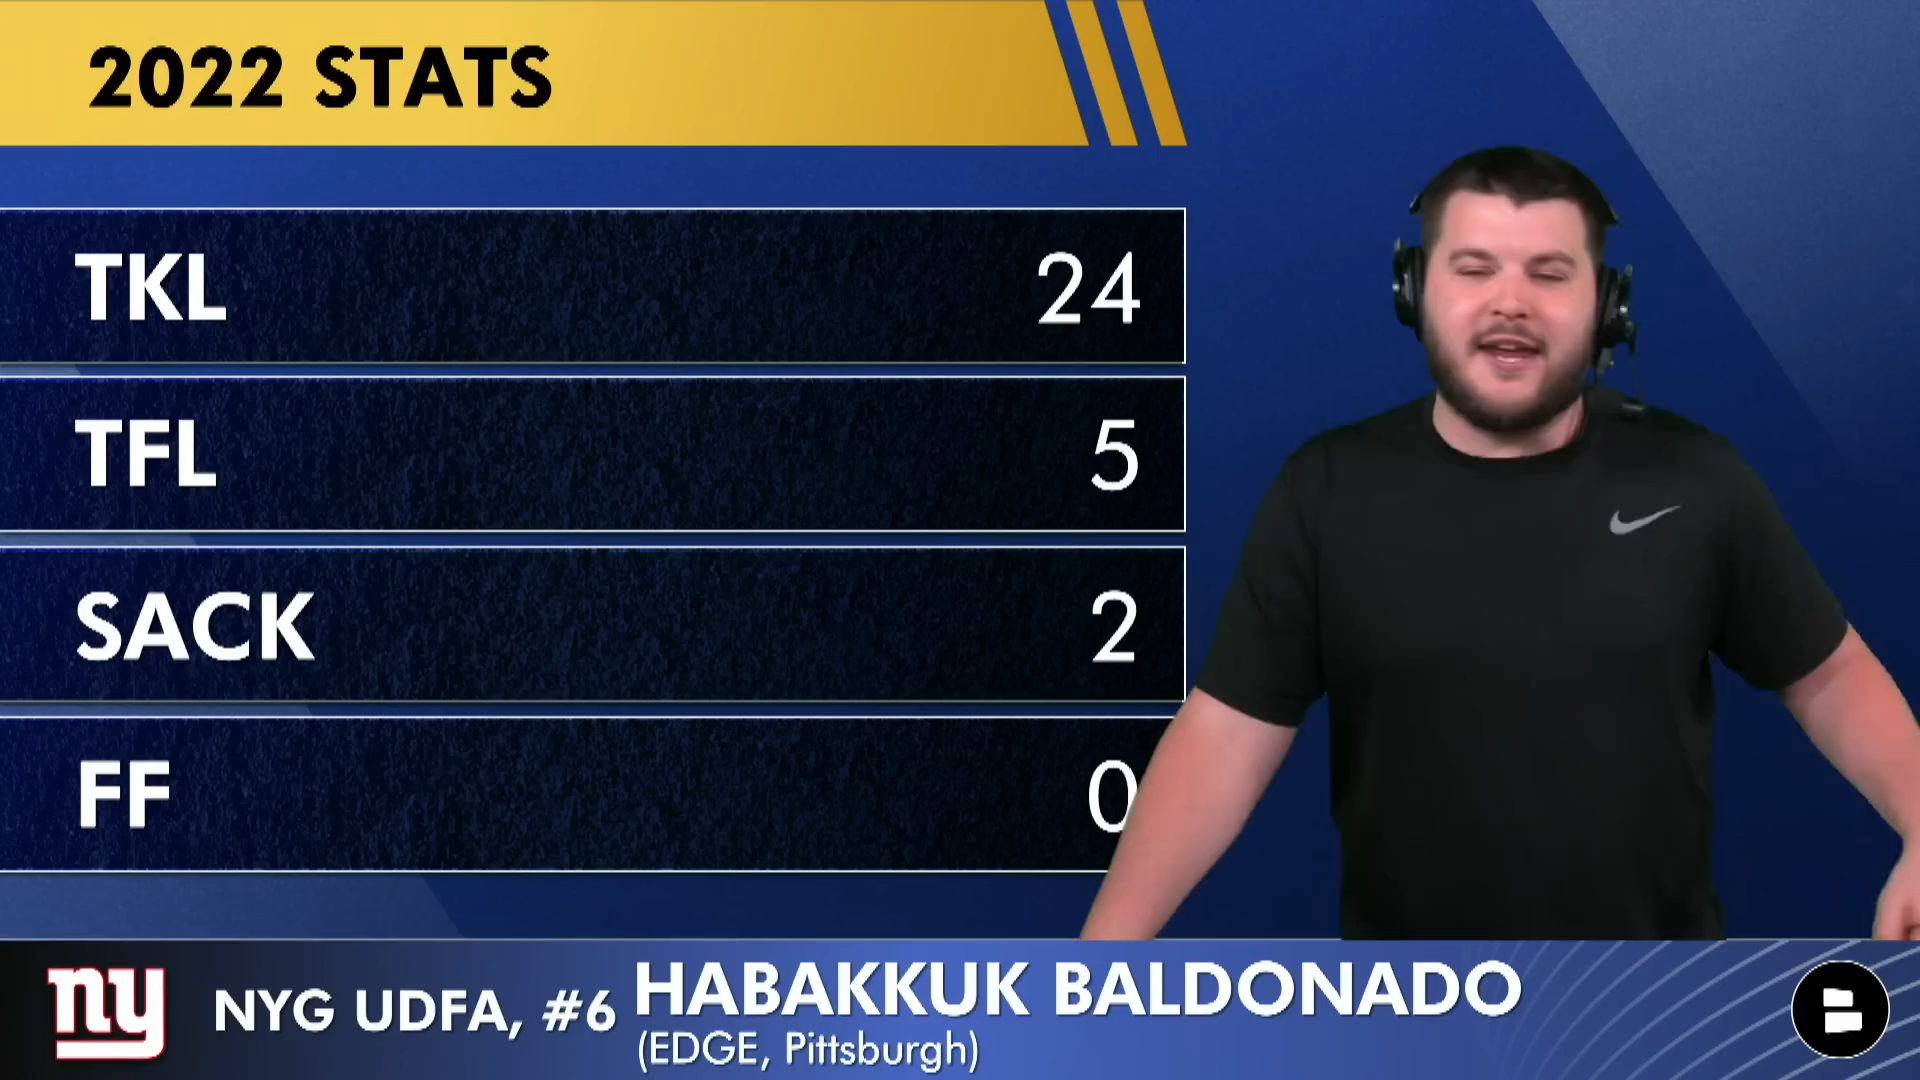 2022 STATS
TKL 24
TFL 5
SACK 2
FF 0
ny
NYG UDFA, #6
HABAKKUK BALDONADO
(EDGE, Pittsburgh)